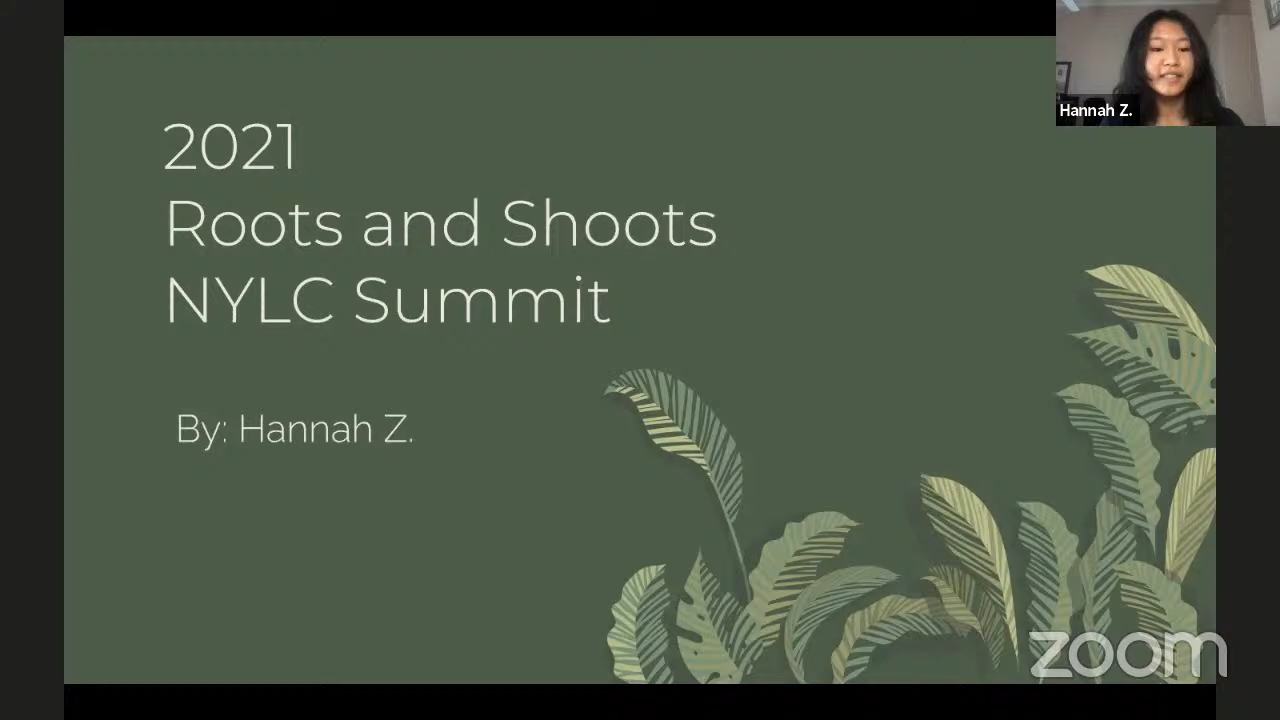 2021
Roots and Shoots
NYLC Summit
By: Hannah Z.
Hannah Z.
zoom